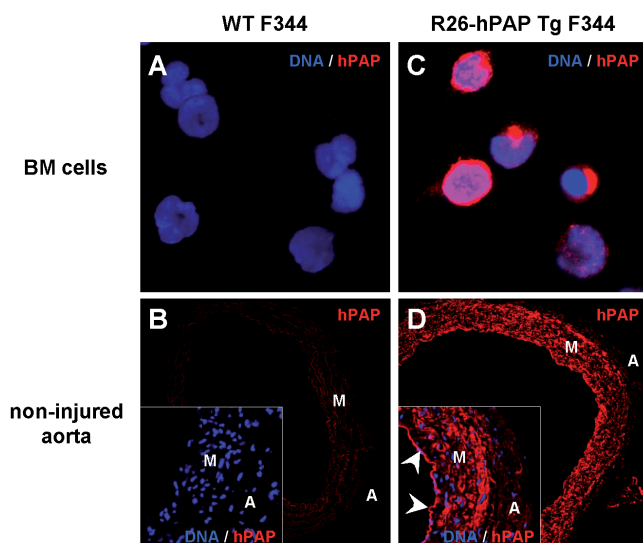 WT F344
R26-hPAP Tg F344
A
DNA / hPAP
C
DNA / hPAP
BM cells
B
hPAP
D
hPAP
M
A
M
A
non-injured
aorta
M
A
DNA / hPAP
M
A
DNA / hPAP